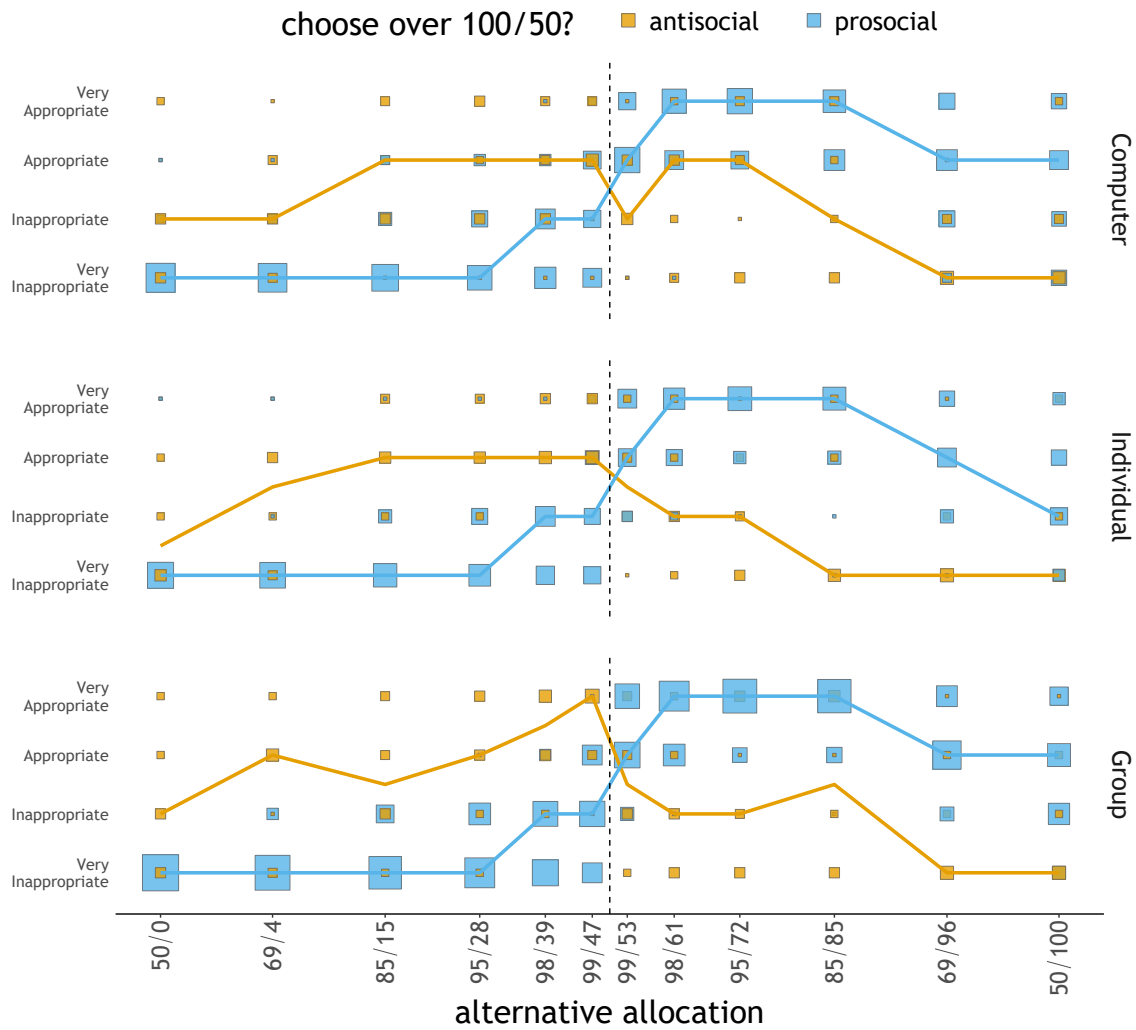 choose over 100/50? antisocial prosocial
Very
Appropriate
Appropriate
Inappropriate
Very
Inappropriate
Computer
Very
Appropriate
Appropriate
Inappropriate
Very
Inappropriate
Individual
Very
Appropriate
Appropriate
Inappropriate
Very
Inappropriate
Group
50/0
69/4
85/15
95/28
98/39
99/47
99/53
98/61
95/72
85/85
69/96
50/100
alternative allocation